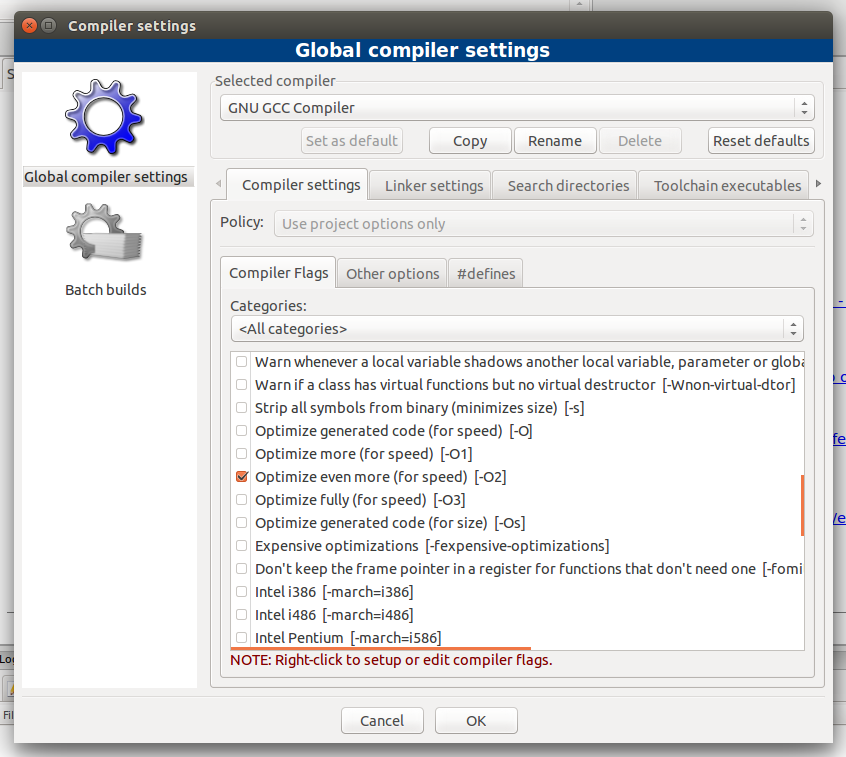 Compiler settings
Global compiler settings
Selected compiler
GNU GCC Compiler
Set as default
Copy
Rename
Delete
Reset defaults
Global compiler settings
Batch builds
Compiler settings
Linker settings
Search directories
Toolchain executables
Policy:
Use project options only
Compiler Flags
Other options
#defines
Categories:
<All categories>
Warn whenever a local variable shadows another local variable, parameter or globa
Warn if a class has virtual functions but no virtual destructor [-Wnon-virtual-dtor]
Strip all symbols from binary (minimizes size) [-s]
Optimize generated code (for speed) [-O]
Optimize more (for speed) [-O1]
Optimize even more (for speed) [-O2]
Optimize fully (for speed) [-O3]
Optimize generated code (for size) [-Os]
Expensive optimizations [-fexpensive-optimizations]
Don't keep the frame pointer in a register for functions that don't need one [-fomi
Intel i386 [-march=i386]
Intel i486 [-march=i486]
Intel Pentium [-march=i586]
NOTE: Right-click to setup or edit compiler flags.
Cancel
OK